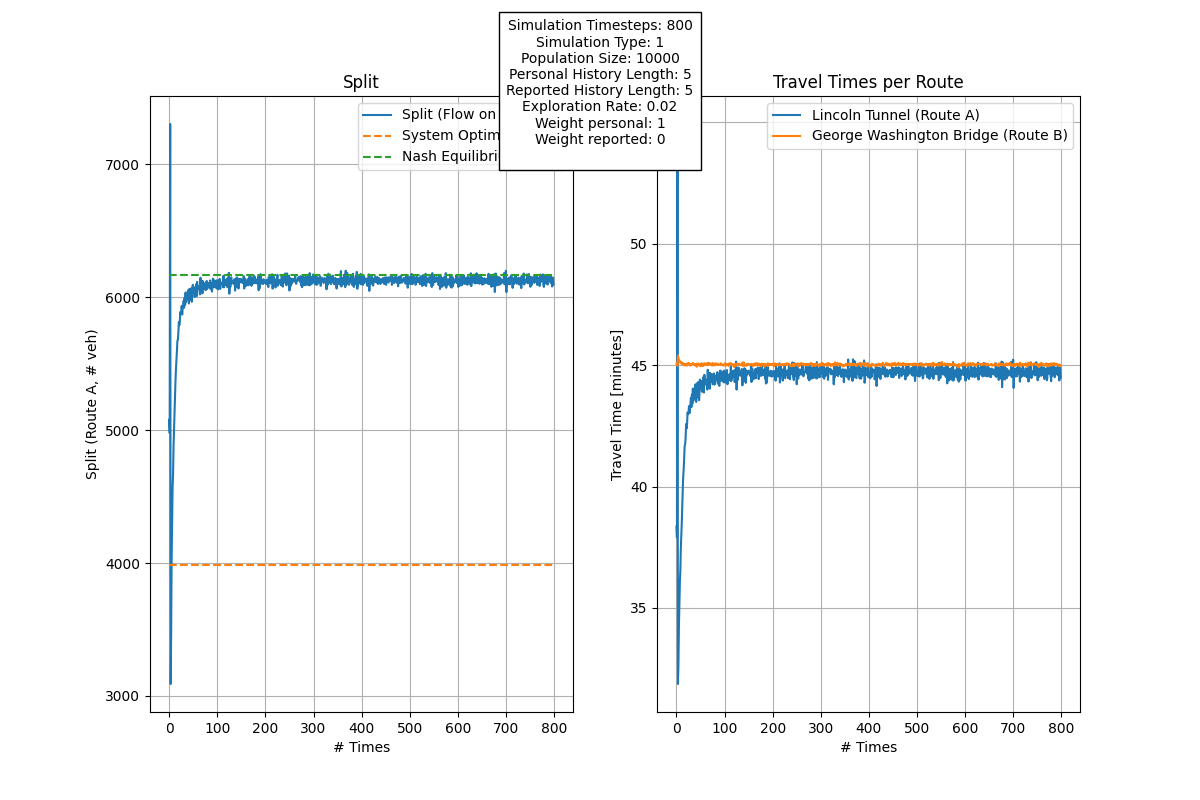 Simulation Timesteps: 800
Simulation Type: 1
Population Size: 10000
Personal History Length: 5
Reported History Length: 5
Exploration Rate: 0.02
Weight personal: 1
Weight reported: 0
Split
Split (Flow on
System Optim
Nash Equilibri
7000
6000
5000
4000
3000
Split (Route A, # veh)
0 100 200 300 400 500 600 700 800
# Times
Travel Times per Route
Lincoln Tunnel (Route A)
George Washington Bridge (Route B)
50
45
40
35
Travel Time [minutes]
0 100 200 300 400 500 600 700 800
# Times